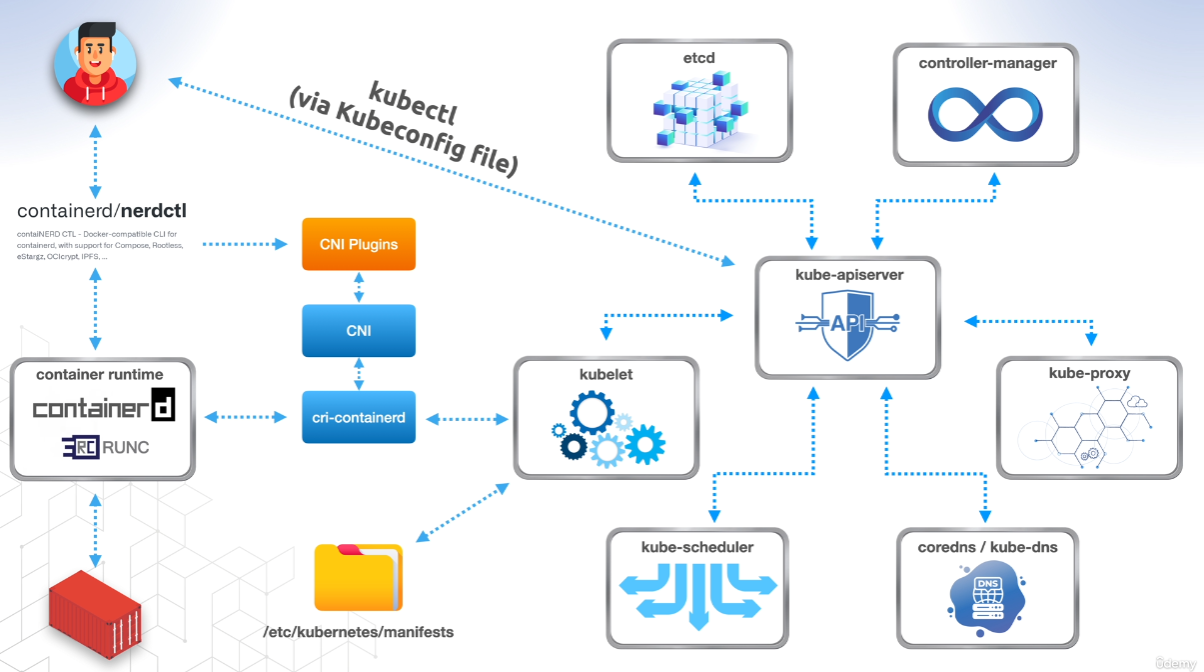 kubectl
(via Kubeconfig file)
etcd
controller-manager
containerd/nerdctl
contaiNERD CTL - Docker-compatible CLI for
containerd, with support for Compose, Rootless,
eStargz, OCIcrypt, IPFS, ...
CNI Plugins
CNI
cri-containerd
container runtime
containerd
RC RUNC
kubelet
kube-apiserver
API
kube-proxy
kube-scheduler
coredns / kube-dns
DNS
/etc/kubernetes/manifests
ûdemy